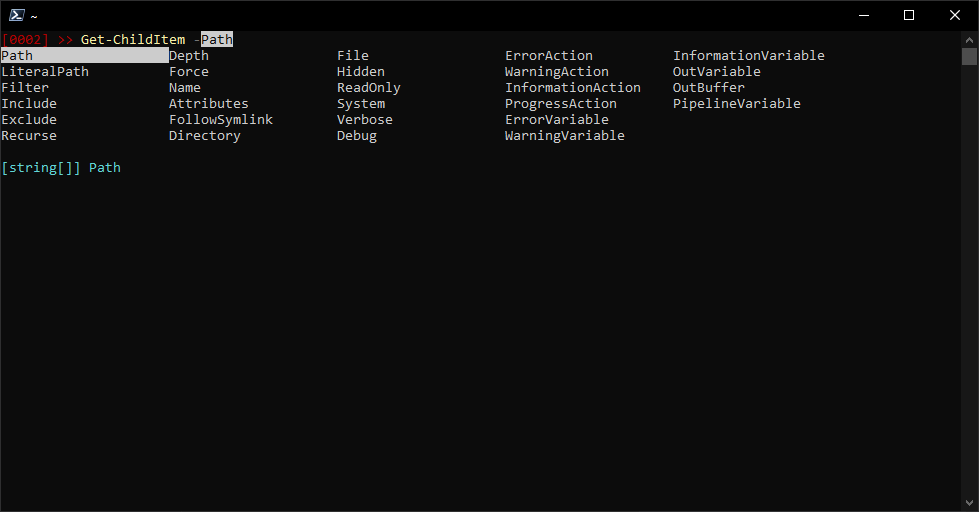 ~
[0002] >> Get-ChildItem -Path
Path Depth File ErrorAction InformationVariable
LiteralPath Force Hidden WarningAction OutVariable
Filter Name ReadOnly InformationAction OutBuffer
Include Attributes System ProgressAction PipelineVariable
Exclude FollowSymlink Verbose ErrorVariable
Recurse Directory Debug WarningVariable
[string[]] Path